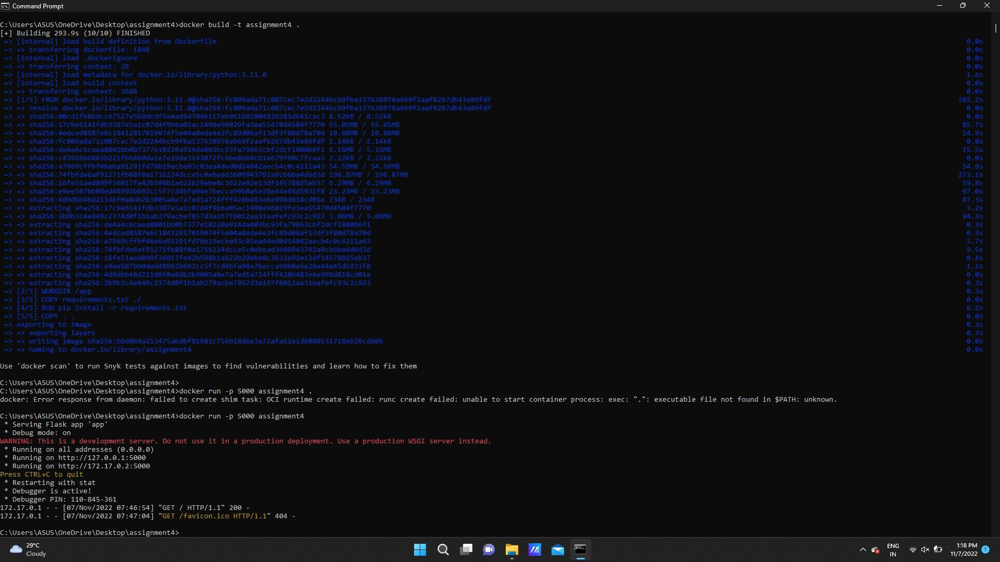 Command Prompt
C:\Users\ASUS\OneDrive\Desktop\assignment4>docker build -t assignment4 .
[+] Building 293.9s (10/10) FINISHED
=> [internal] load build definition from Dockerfile 0.0s
=> => transferring dockerfile: 184B 0.0s
=> [internal] load .dockerignore 0.0s
=> => transferring context: 2B 0.0s
=> [internal] load metadata for docker.io/library/python:3.11.0 1.6s
=> [internal] load build context 0.0s
=> => transferring context: 368B 0.0s
=> [1/5] FROM docker.io/library/python:3.11.0@sha256:fc809ada71c087cec7e2d2244bcb9fba137638978a669f2aaf6267db43e89fdf 285.2s
=> => resolve docker.io/library/python:3.11.0@sha256:fc809ada71c087cec7e2d2244bcb9fba137638978a669f2aaf6267db43e89fdf 0.0s
=> => sha256:00cd1fb8bdcc67527e569dcdf5e4ad9d704b117eb961602804826281d641cac3 8.52kB / 8.52kB 0.0s
=> => sha256:17c9e6141fdb3387e5a1c07d4f9b6a05ac1498e96029fa3ea55470d4504f7770 55.05MB / 55.05MB 85.7s
=> => sha256:4edced8587e6c18412817019074f5e04a8ede4e2fc89d06af13df3f80d78a70d 10.88MB / 10.88MB 14.9s
=> => sha256:fc809ada71c087cec7e2d2244bcb9fba137638978a669f2aaf6267db43e89fdf 2.14kB / 2.14kB 0.0s
=> => sha256:de4a4c6caea8801bb0b7377e10220a914da403bc93fa79663cbf2dcf1800b6f1 5.16MB / 5.16MB 15.5s
=> => sha256:c43926b6865b221fb6460da1e7e19de3143072fc6be8b64cb1e679f90c7fcaa3 2.22kB / 2.22kB 0.0s
=> => sha256:a7969cffbf46e6a91291fd76b19ecbe93c03ea4ded0d14042aecb4c0c4211a43 54.59MB / 54.59MB 54.9s
=> => sha256:74fbfde6af91271fb88f0a1716224dcce5c0ebead3609943792a9cb6ba4d6d3d 196.87MB / 196.87MB 273.1s
=> => sha256:16fe51aed899f36017fe42b598b1a622b29ebe8c3622e92e13df14578825eb37 6.29MB / 6.29MB 59.8s
=> => sha256:e9ee507bb0ded48992b692cc5f7cd4bfa94e7becca99b0a5e28e44e45d5931f8 23.23MB / 23.23MB 97.0s
=> => sha256:4d9dbb46d211d6f0a8db2b3005a8e7a7ed1a724fff428b483e6e998d818cd01e 234B / 234B 87.3s
=> => extracting sha256:17c9e6141fdb3387e5a1c07d4f9b6a05ac1498e96029fa3ea55470d4504f7770 3.2s
=> => sha256:3b9b3c4e849c2374d0f1b1ab279acbe7857d3a167f6012aa31eafefc93c2c923 3.06MB / 3.06MB 94.3s
=> => extracting sha256:de4a4c6caea8801bb0b7377e10220a914da403bc93fa79663cbf2dcf1800b6f1 0.3s
=> => extracting sha256:4edced8587e6c18412817019074f5e04a8ede4e2fc89d06af13df3f80d78a70d 0.3s
=> => extracting sha256:a7969cffbf46e6a91291fd76b19ecbe93c03ea4ded0d14042aecb4c0c4211a43 3.7s
=> => extracting sha256:74fbfde6af91271fb88f0a1716224dcce5c0ebead3609943792a9cb6ba4d6d3d 9.5s
=> => extracting sha256:16fe51aed899f36017fe42b598b1a622b29ebe8c3622e92e13df14578825eb37 0.4s
=> => extracting sha256:e9ee507bb0ded48992b692cc5f7cd4bfa94e7becca99b0a5e28e44e45d5931f8 1.1s
=> => extracting sha256:4d9dbb46d211d6f0a8db2b3005a8e7a7ed1a724fff428b483e6e998d818cd01e 0.0s
=> => extracting sha256:3b9b3c4e849c2374d0f1b1ab279acbe7857d3a167f6012aa31eafefc93c2c923 0.3s
=> [2/5] WORKDIR /app 0.3s
=> [3/5] COPY requirements.txt ./ 0.0s
=> [4/5] RUN pip install -r requirements.txt 6.2s
=> [5/5] COPY . . 0.0s
=> exporting to image 0.3s
=> => exporting layers 0.3s
=> => writing image sha256:b6d0b9a213475abdbf81981c756b18d6e3a72afa51e1d6088531718eb29cd606 0.0s
=> => naming to docker.io/library/assignment4 0.0s
Use 'docker scan' to run Snyk tests against images to find vulnerabilities and learn how to fix them
C:\Users\ASUS\OneDrive\Desktop\assignment4>
C:\Users\ASUS\OneDrive\Desktop\assignment4>docker run -p 5000 assignment4 .
docker: Error response from daemon: failed to create shim task: OCI runtime create failed: runc create failed: unable to start container process: exec: ".": executable file not found in $PATH: unknown.
C:\Users\ASUS\OneDrive\Desktop\assignment4>docker run -p 5000 assignment4
* Serving Flask app 'app'
* Debug mode: on
WARNING: This is a development server. Do not use it in a production deployment. Use a production WSGI server instead.
* Running on all addresses (0.0.0.0)
* Running on http://127.0.0.1:5000
* Running on http://172.17.0.2:5000
Press CTRL+C to quit
* Restarting with stat
* Debugger is active!
* Debugger PIN: 110-845-361
172.17.0.1 - - [07/Nov/2022 07:46:54] "GET / HTTP/1.1" 200 -
172.17.0.1 - - [07/Nov/2022 07:47:04] "GET /favicon.ico HTTP/1.1" 404 -
C:\Users\ASUS\OneDrive\Desktop\assignment4>
29°C
Cloudy
ENG
IN
1:18 PM
11/7/2022
1